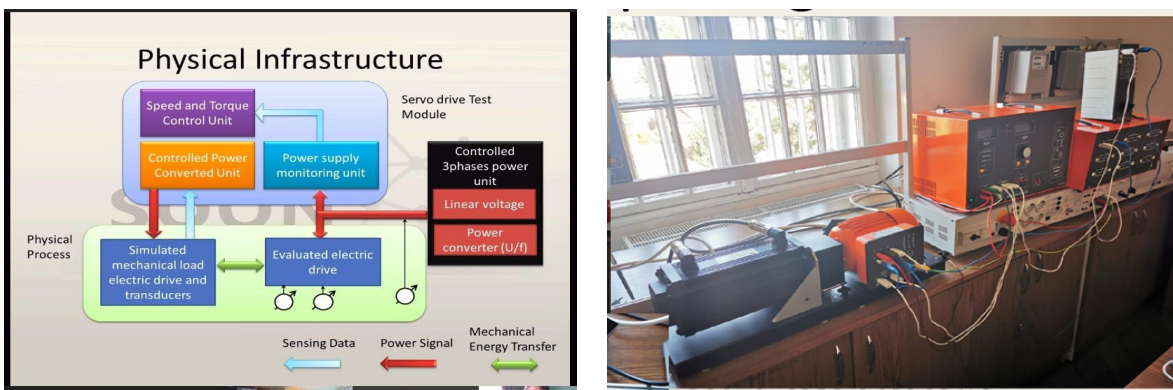 Physical Infrastructure
Speed and Torque
Control Unit
Servo drive Test
Module
Controlled Power
Converted Unit
Power supply
monitoring unit
Controlled
3phases power
unit
Linear voltage
Power
converter (U/f)
Physical
Process
Simulated
mechanical load
electric drive and
transducers
Evaluated electric
drive
Sensing Data
Power Signal
Mechanical
Energy Transfer